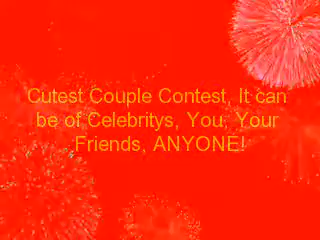 Cutest Couple Contest, It can
be of Celebritys, You, Your
Friends, ANYONE!